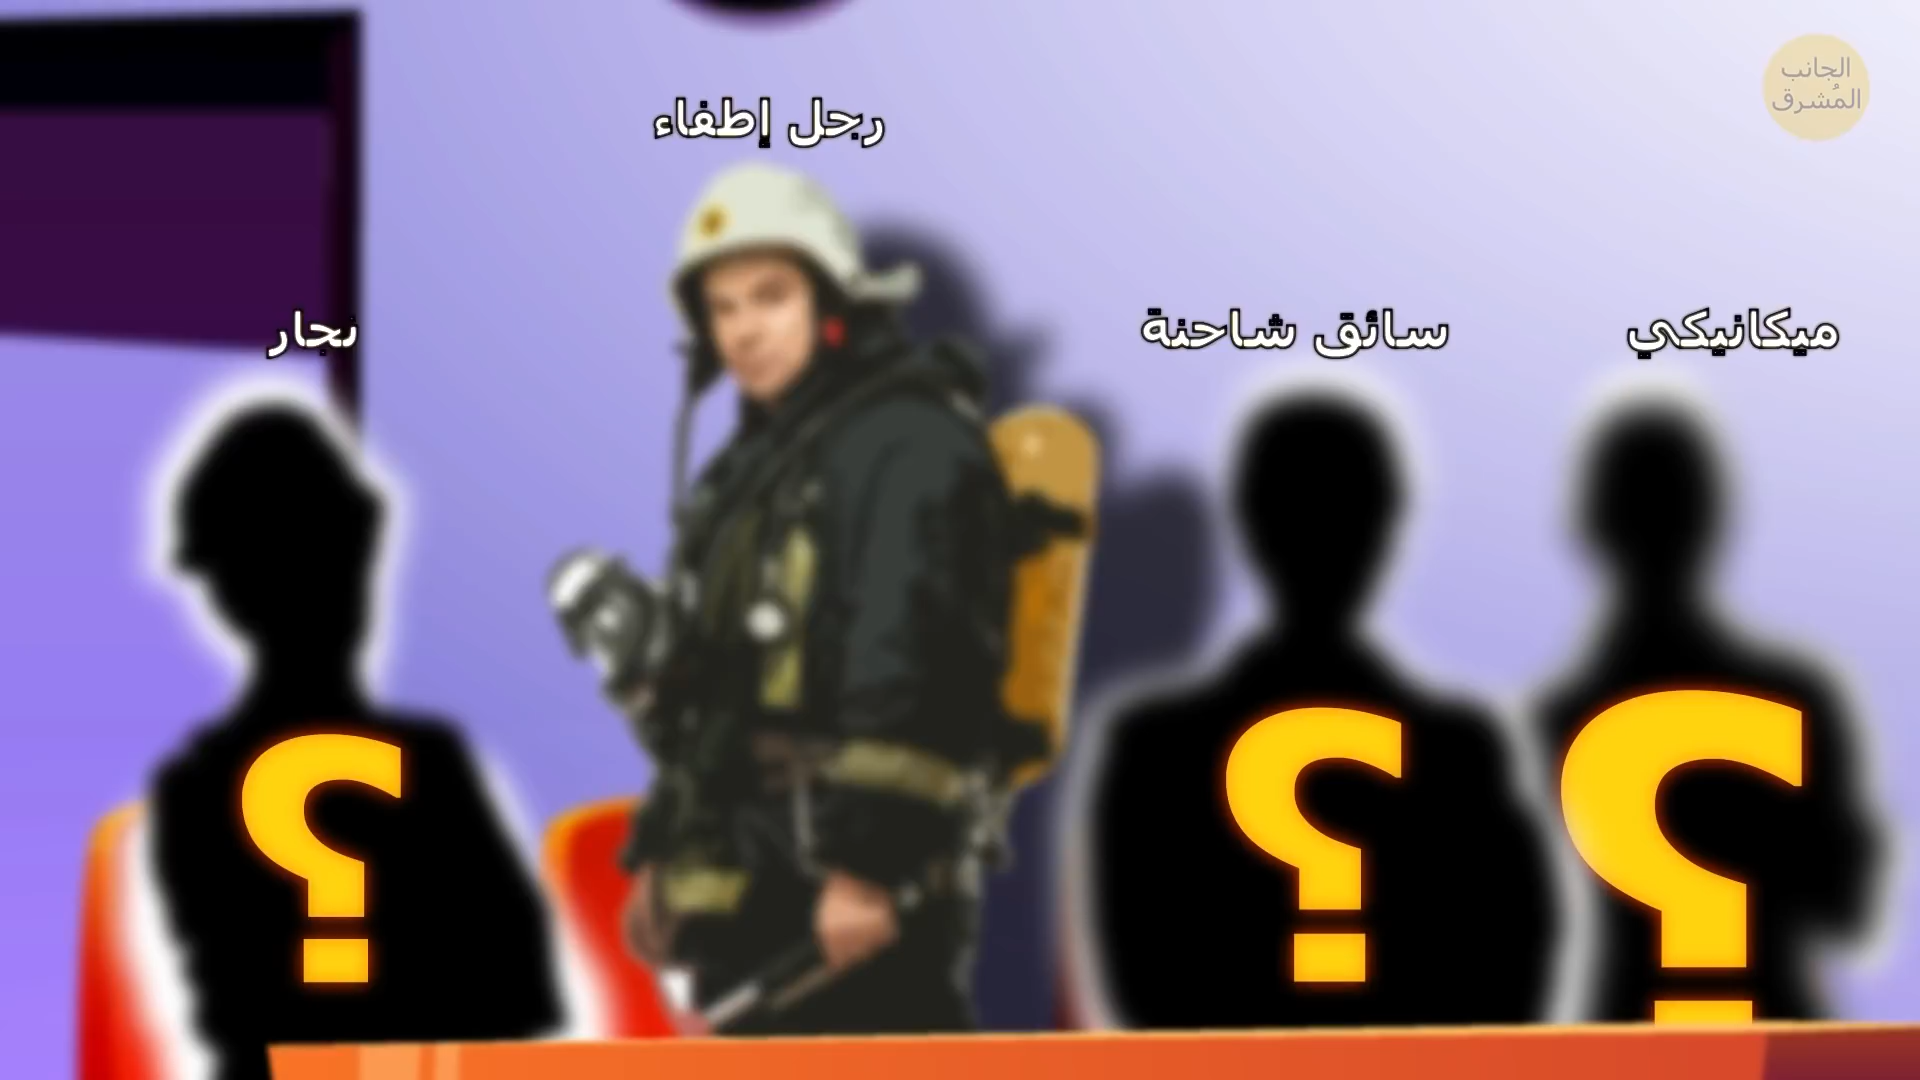 الجانب
المُشرق
رجل إطفاء
ميكانيكي
سائق شاحنة
نجار
؟
؟
؟